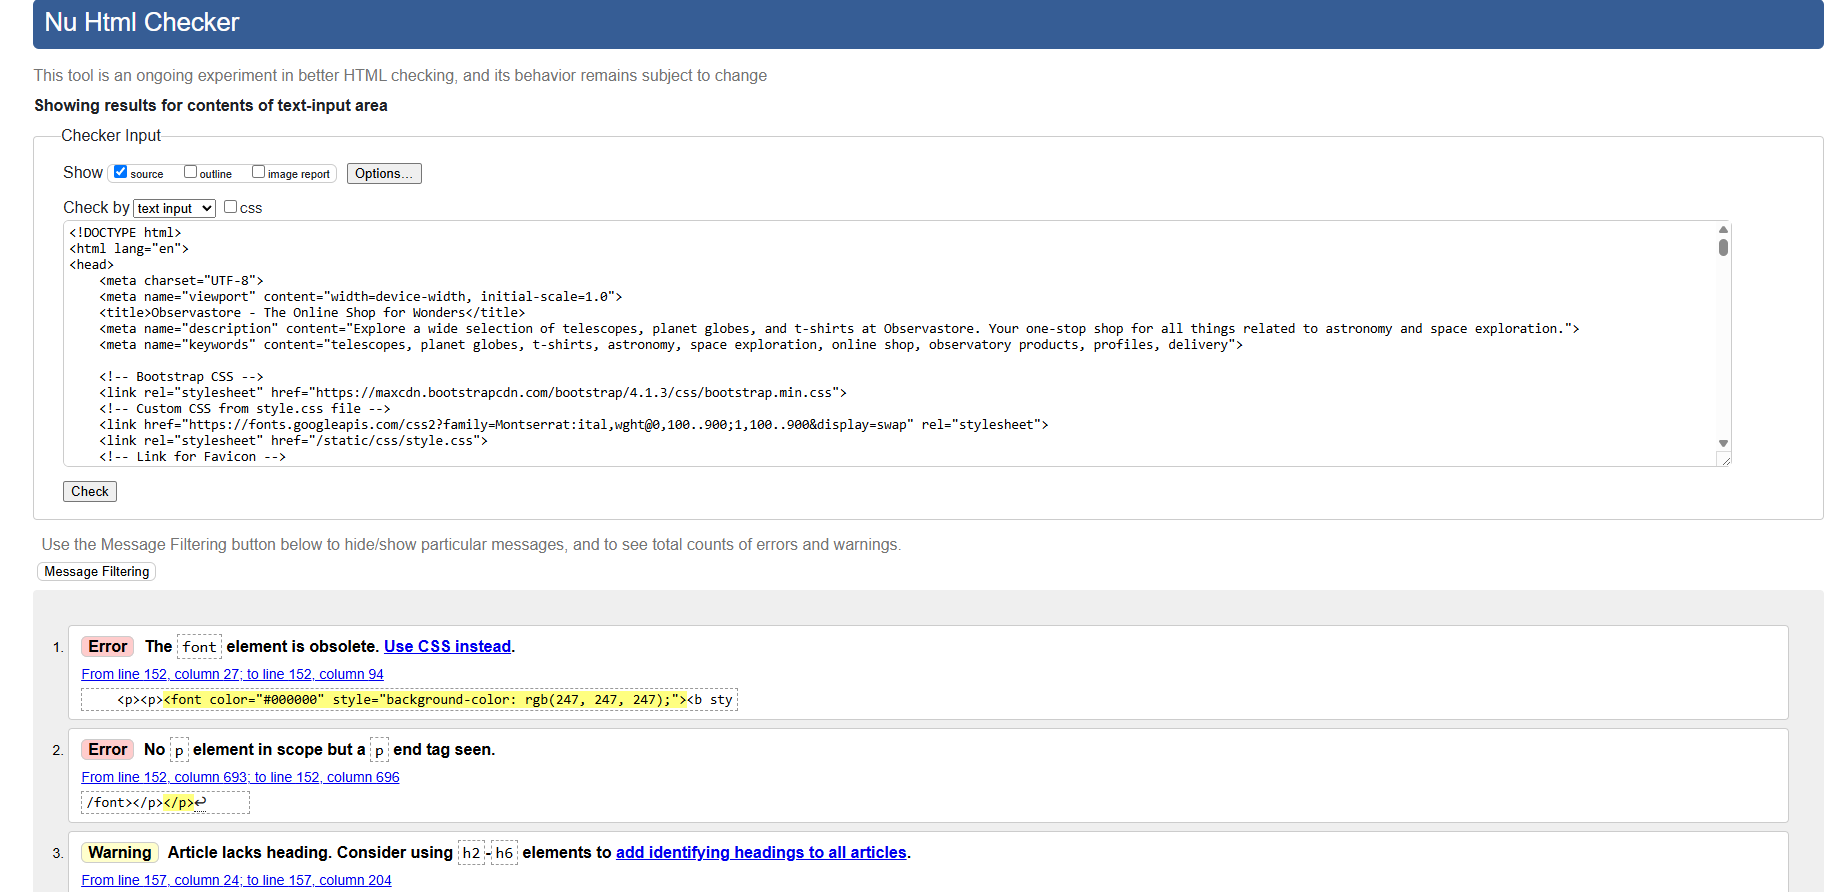 Nu Html Checker
This tool is an ongoing experiment in better HTML checking, and its behavior remains subject to change
Showing results for contents of text-input area
Checker Input
Show source outline image report Options...
Check by text input css
<!DOCTYPE html>
<html lang="en">
<head>
    <meta charset="UTF-8">
    <meta name="viewport" content="width=device-width, initial-scale=1.0">
    <title>Observastore - The Online Shop for Wonders</title>
    <meta name="description" content="Explore a wide selection of telescopes, planet globes, and t-shirts at Observastore. Your one-stop shop for all things related to astronomy and space exploration.">
    <meta name="keywords" content="telescopes, planet globes, t-shirts, astronomy, space exploration, online shop, observatory products, profiles, delivery">
    <!-- Bootstrap CSS -->
    <link rel="stylesheet" href="https://maxcdn.bootstrapcdn.com/bootstrap/4.1.3/css/bootstrap.min.css">
    <!-- Custom CSS from style.css file -->
    <link href="https://fonts.googleapis.com/css2?family=Montserrat:ital,wght@0,100..900;1,100..900&display=swap" rel="stylesheet">
    <link rel="stylesheet" href="/static/css/style.css">
    <!-- Link for Favicon -->
Check
Use the Message Filtering button below to hide/show particular messages, and to see total counts of errors and warnings.
Message Filtering
1. Error The font element is obsolete. Use CSS instead.
From line 152, column 27; to line 152, column 94
<p><p><font color="#000000" style="background-color: rgb(247, 247, 247);"><b sty
2. Error No p element in scope but a p end tag seen.
From line 152, column 693; to line 152, column 696
/font></p></p>↩
3. Warning Article lacks heading. Consider using h2-h6 elements to add identifying headings to all articles.
From line 157, column 24; to line 157, column 204